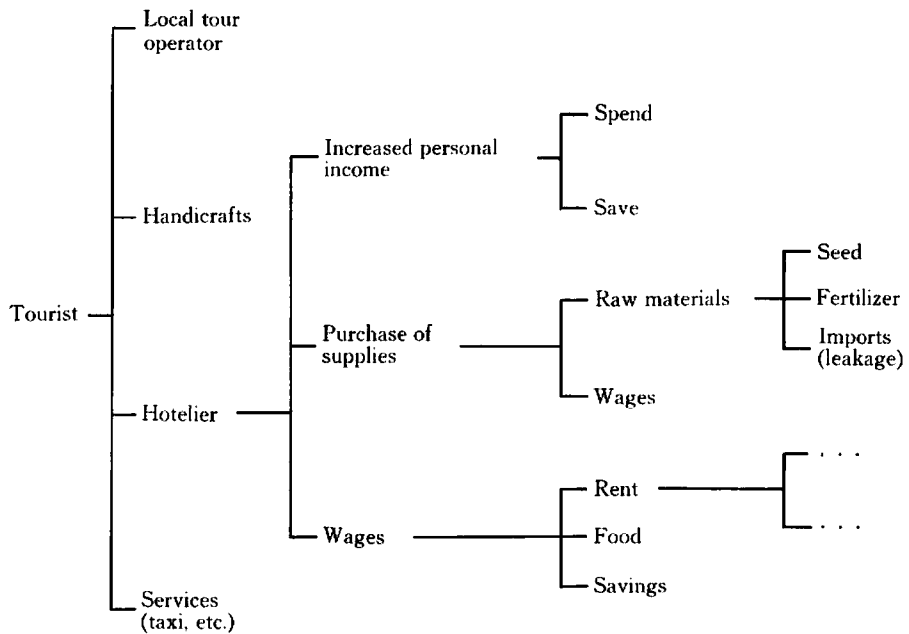 Local tour
operator
Spend
Increased personal
income
Save
Handicrafts
Seed
Raw materials
Fertilizer
Tourist
Purchase of
supplies
Imports
(leakage)
Wages
Hotelier
. . . .
Rent
Wages
Food
. . . .
Savings
Services
(taxi, etc.)